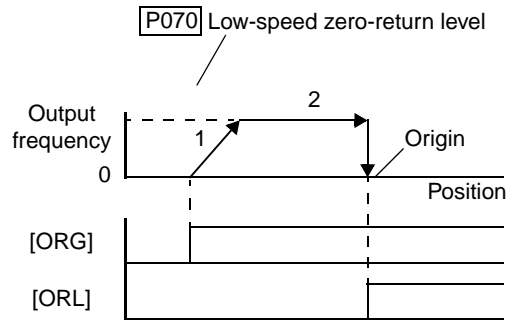 P070 Low-speed zero-return level
2
Output
frequency
1
Origin
0
Position
[ORG]
[ORL]